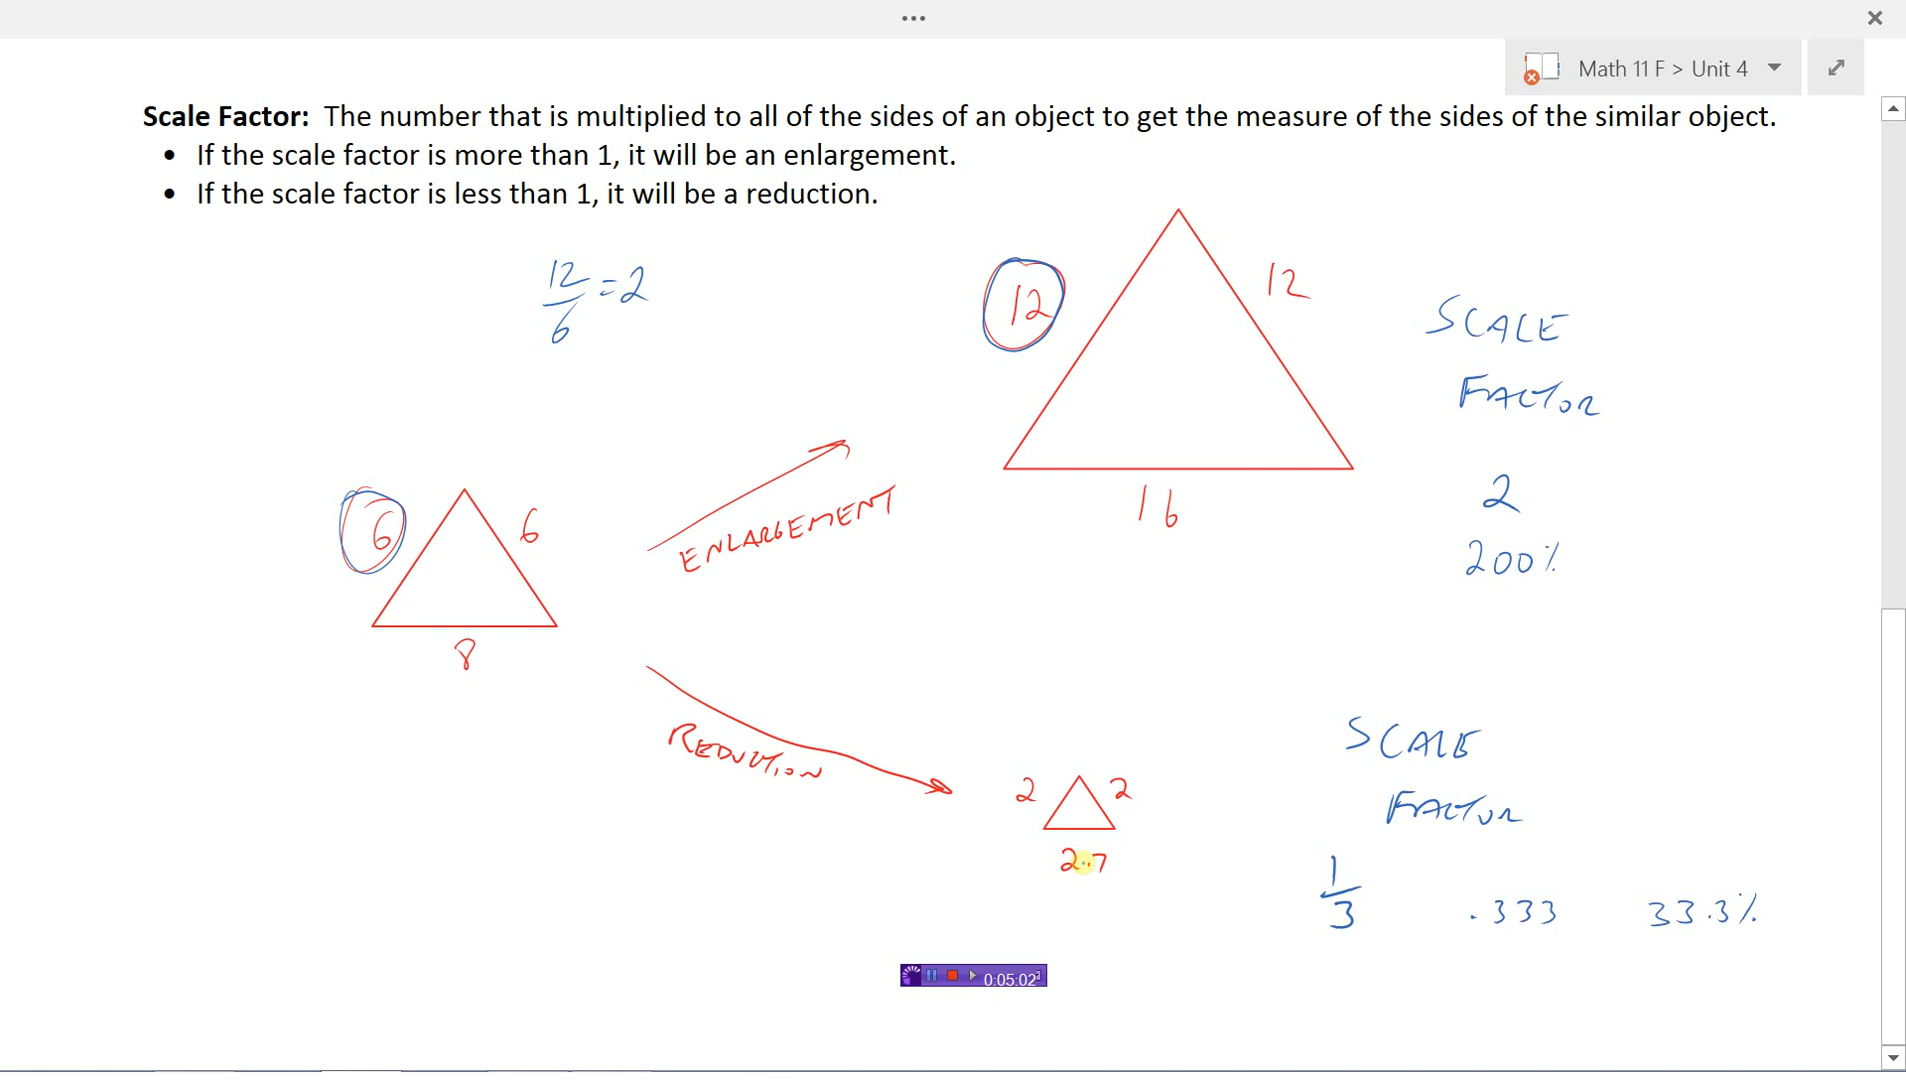 •••
Math 11 F > Unit 4
Scale Factor: The number that is multiplied to all of the sides of an object to get the measure of the sides of the similar object.
• If the scale factor is more than 1, it will be an enlargement.
• If the scale factor is less than 1, it will be a reduction.
12/6 = 2
12
12
16
SCALE
FACTOR
2
200%
6
6
8
ENLARGEMENT
REDUCTION
2
2
2.7
SCALE
FACTOR
1/3 .333 33.3%
0:05:02